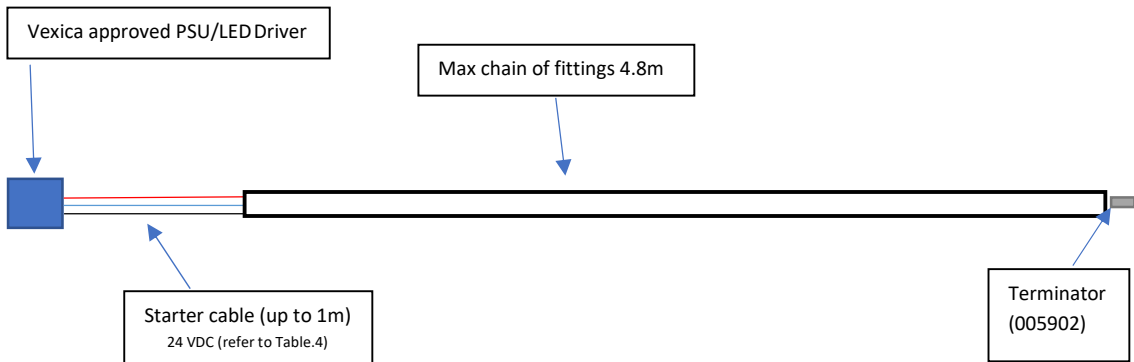 Vexica approved PSU/LED Driver
Max chain of fittings 4.8m
Starter cable (up to 1m)
24 VDC (refer to Table.4)
Terminator
(005902)